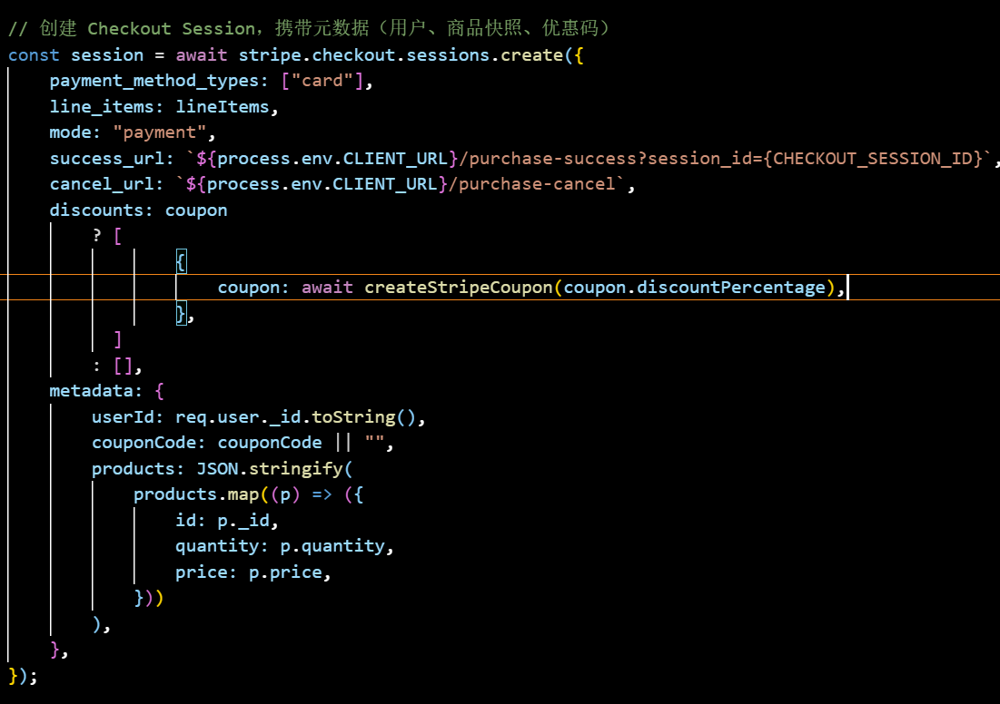 // 创建 Checkout Session，携带元数据（用户、商品快照、优惠码）
const session = await stripe.checkout.sessions.create({
    payment_method_types: ["card"],
    line_items: lineItems,
    mode: "payment",
    success_url: `${process.env.CLIENT_URL}/purchase-success?session_id={CHECKOUT_SESSION_ID}`,
    cancel_url: `${process.env.CLIENT_URL}/purchase-cancel`,
    discounts: coupon
        ? [
                {
                    coupon: await createStripeCoupon(coupon.discountPercentage),
                },
          ]
        : [],
    metadata: {
        userId: req.user._id.toString(),
        couponCode: couponCode || "",
        products: JSON.stringify(
            products.map((p) => ({
                id: p._id,
                quantity: p.quantity,
                price: p.price,
            }))
        ),
    },
});